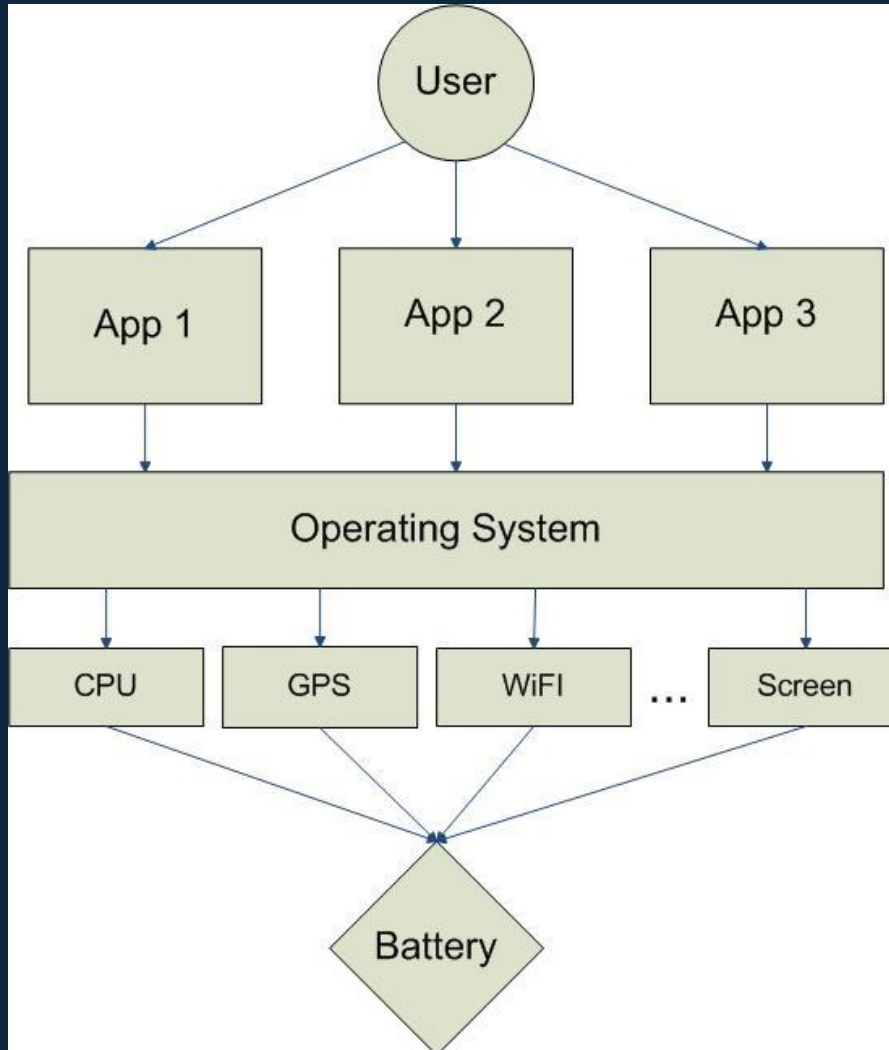 User
App 1
App 2
App 3
Operating System
CPU
GPS
WiFI
...
Screen
Battery